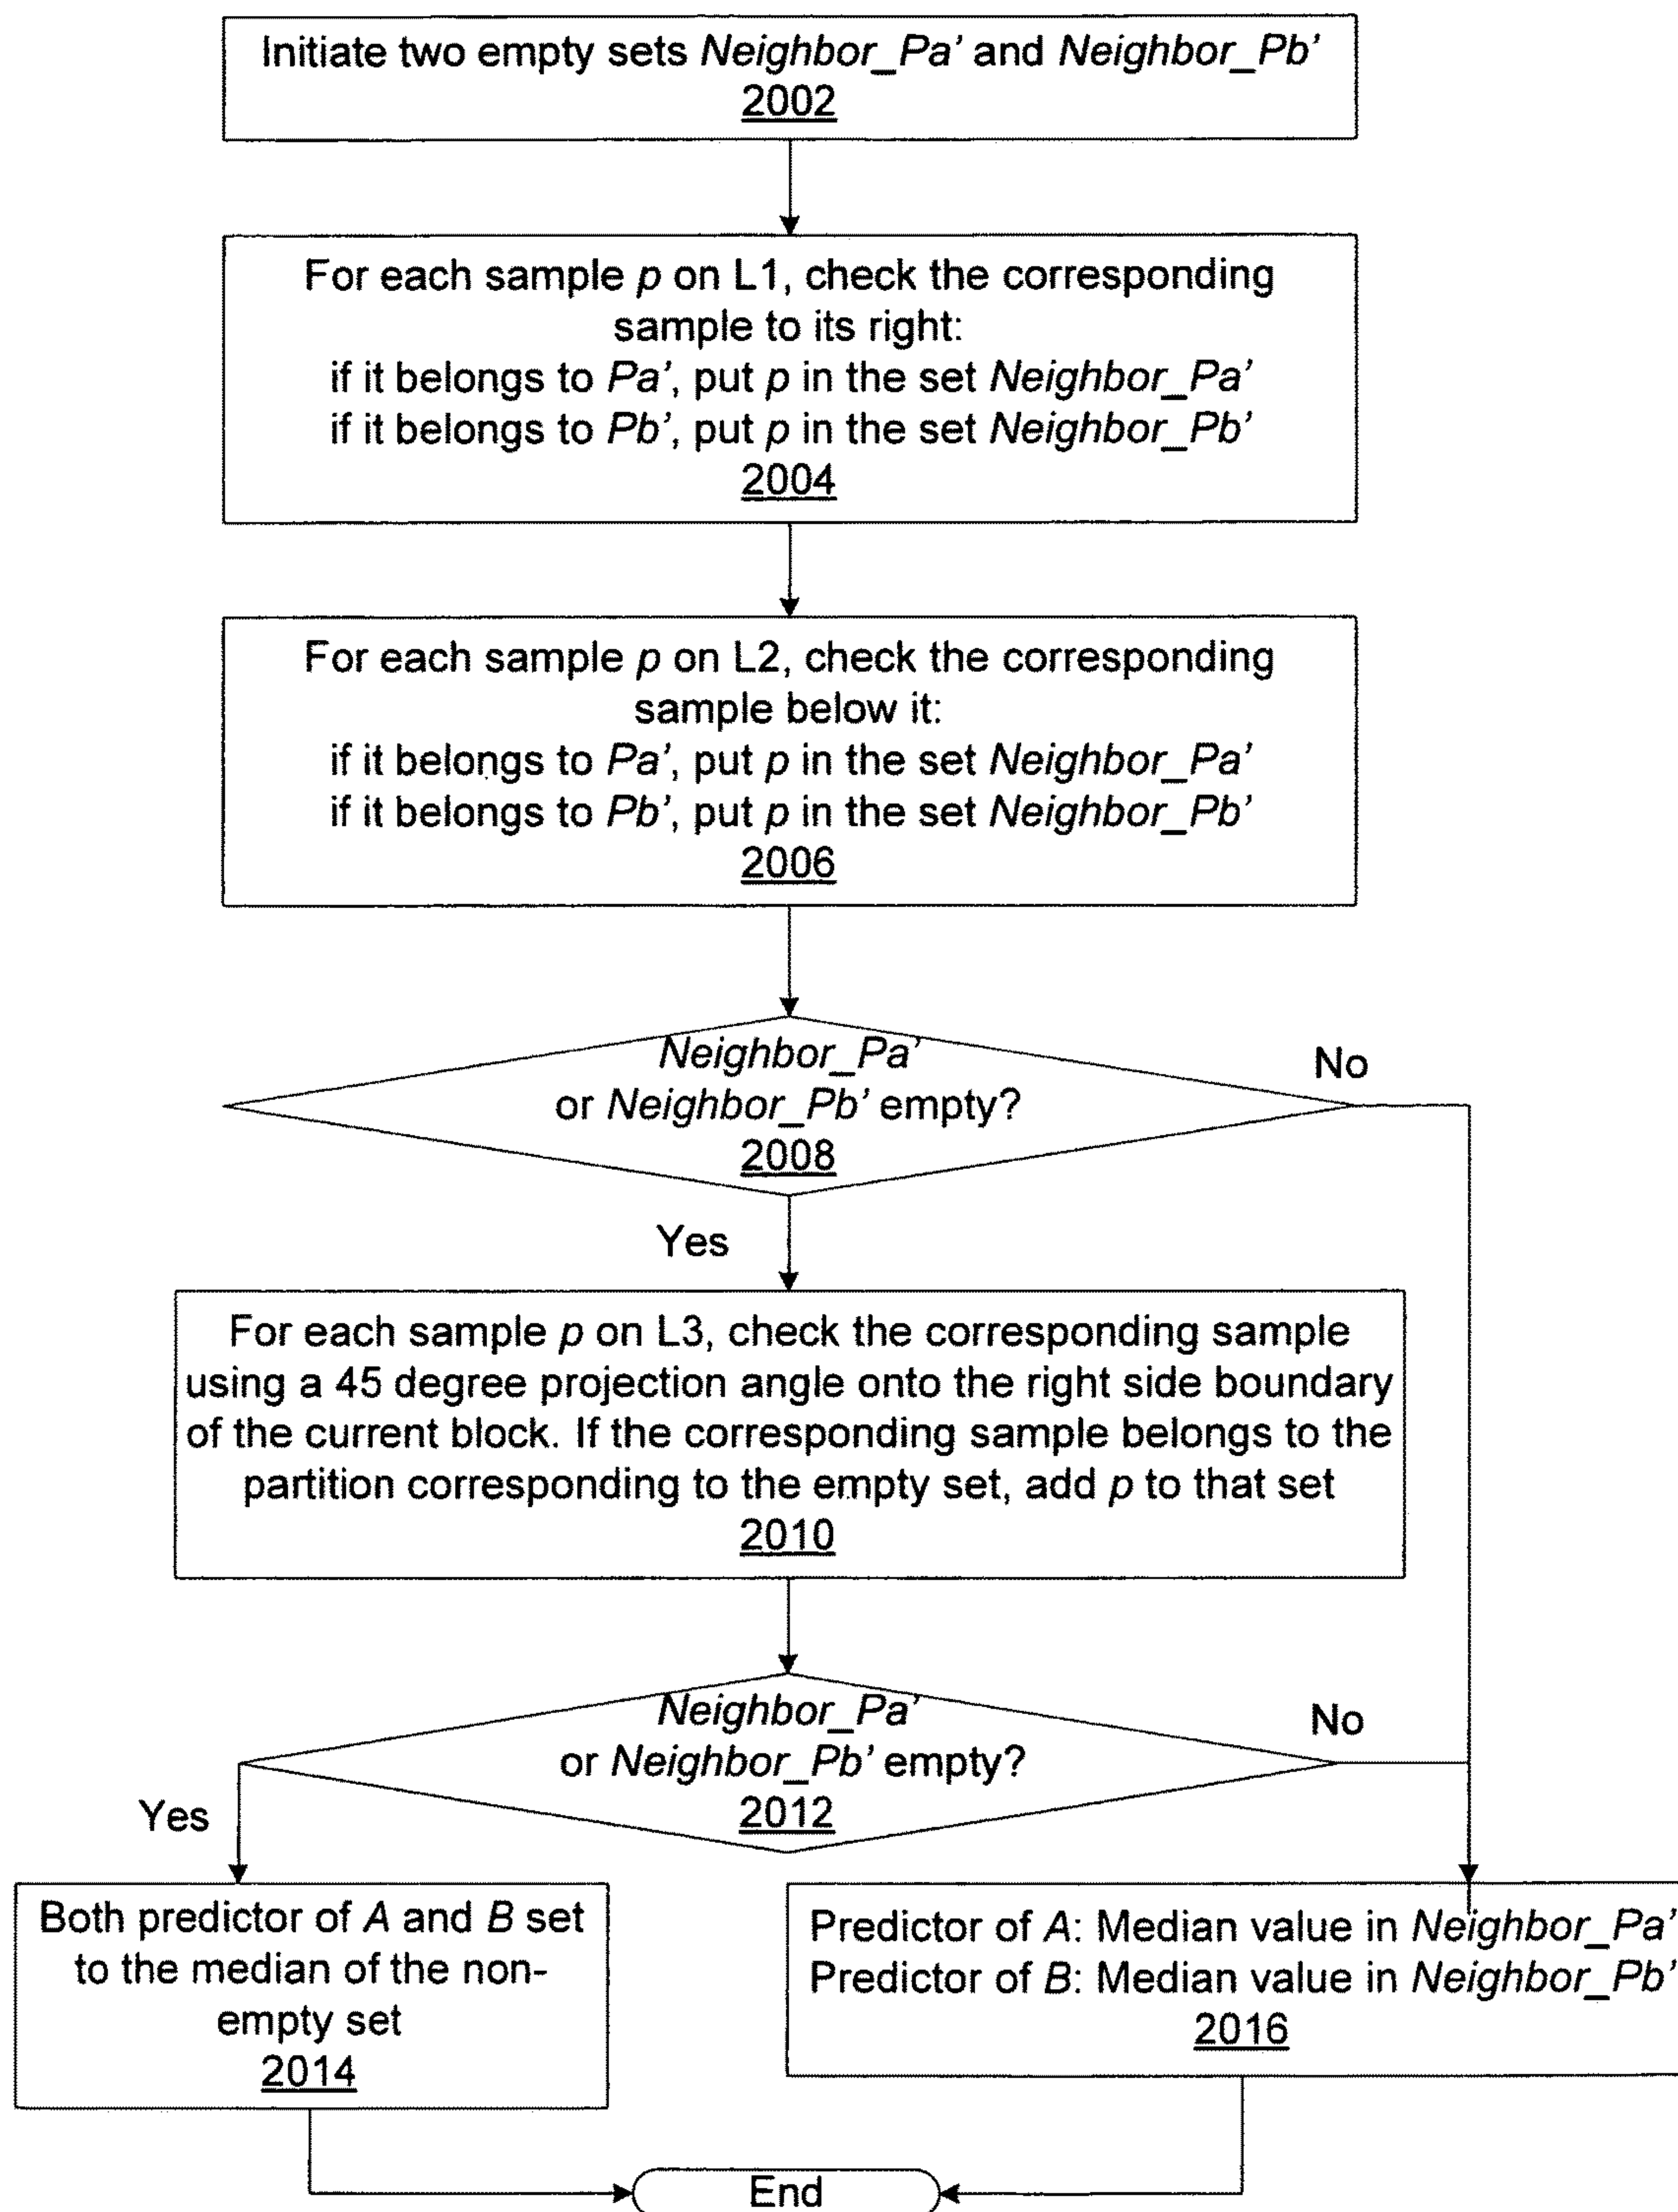 Initiate two empty sets Neighbor_Pa’ and Neighbor_Pb’
2002
For each sample p on L1, check the corresponding
sample to its right:
if it belongs to Pa’, put p in the set Neighbor_Pa’
if it belongs to Pb’, put p in the set Neighbor_Pb’
2004
For each sample p on L2, check the corresponding
sample below it:
if it belongs to Pa’, put p in the set Neighbor_Pa’
if it belongs to Pb’, put p in the set Neighbor_Pb’
2006
Neighbor_Pa’
or Neighbor_Pb’ empty?
2008
No
Yes
For each sample p on L3, check the corresponding sample
using a 45 degree projection angle onto the right side boundary
of the current block. If the corresponding sample belongs to the
partition corresponding to the empty set, add p to that set
2010
Neighbor_Pa’
or Neighbor_Pb’ empty?
2012
No
Yes
Both predictor of A and B set
to the median of the non-
empty set
2014
Predictor of A: Median value in Neighbor_Pa’
Predictor of B: Median value in Neighbor_Pb’
2016
End